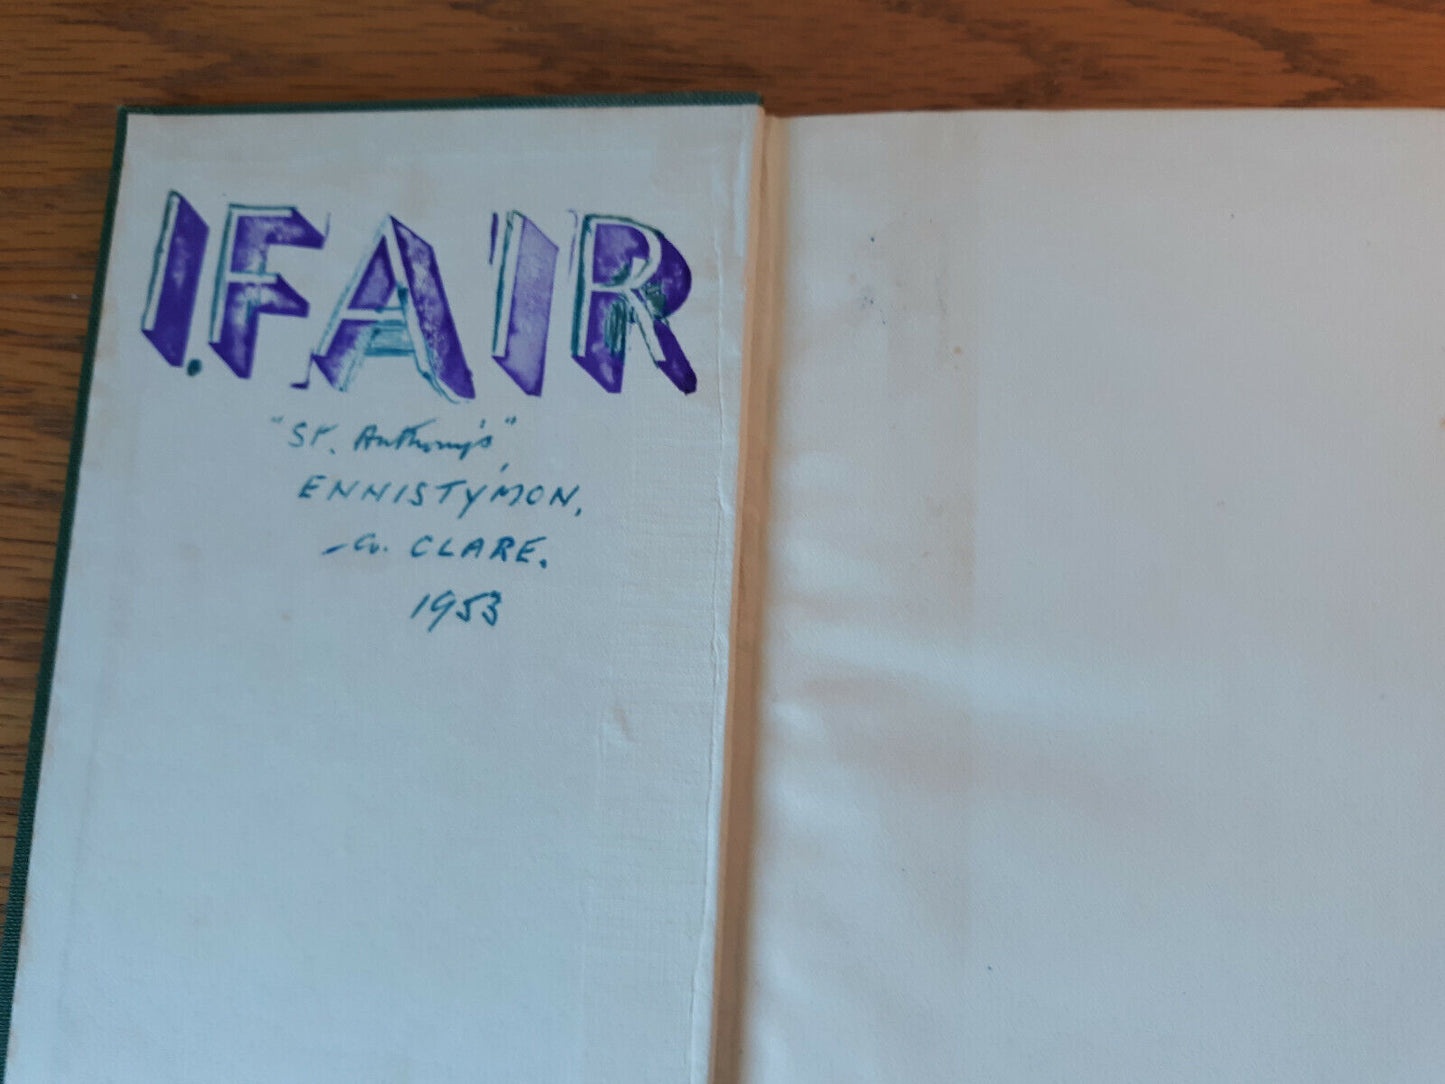 I. FAIR
"St. Anthony's",
ENNISTYMON,
Co. CLARE.
1953